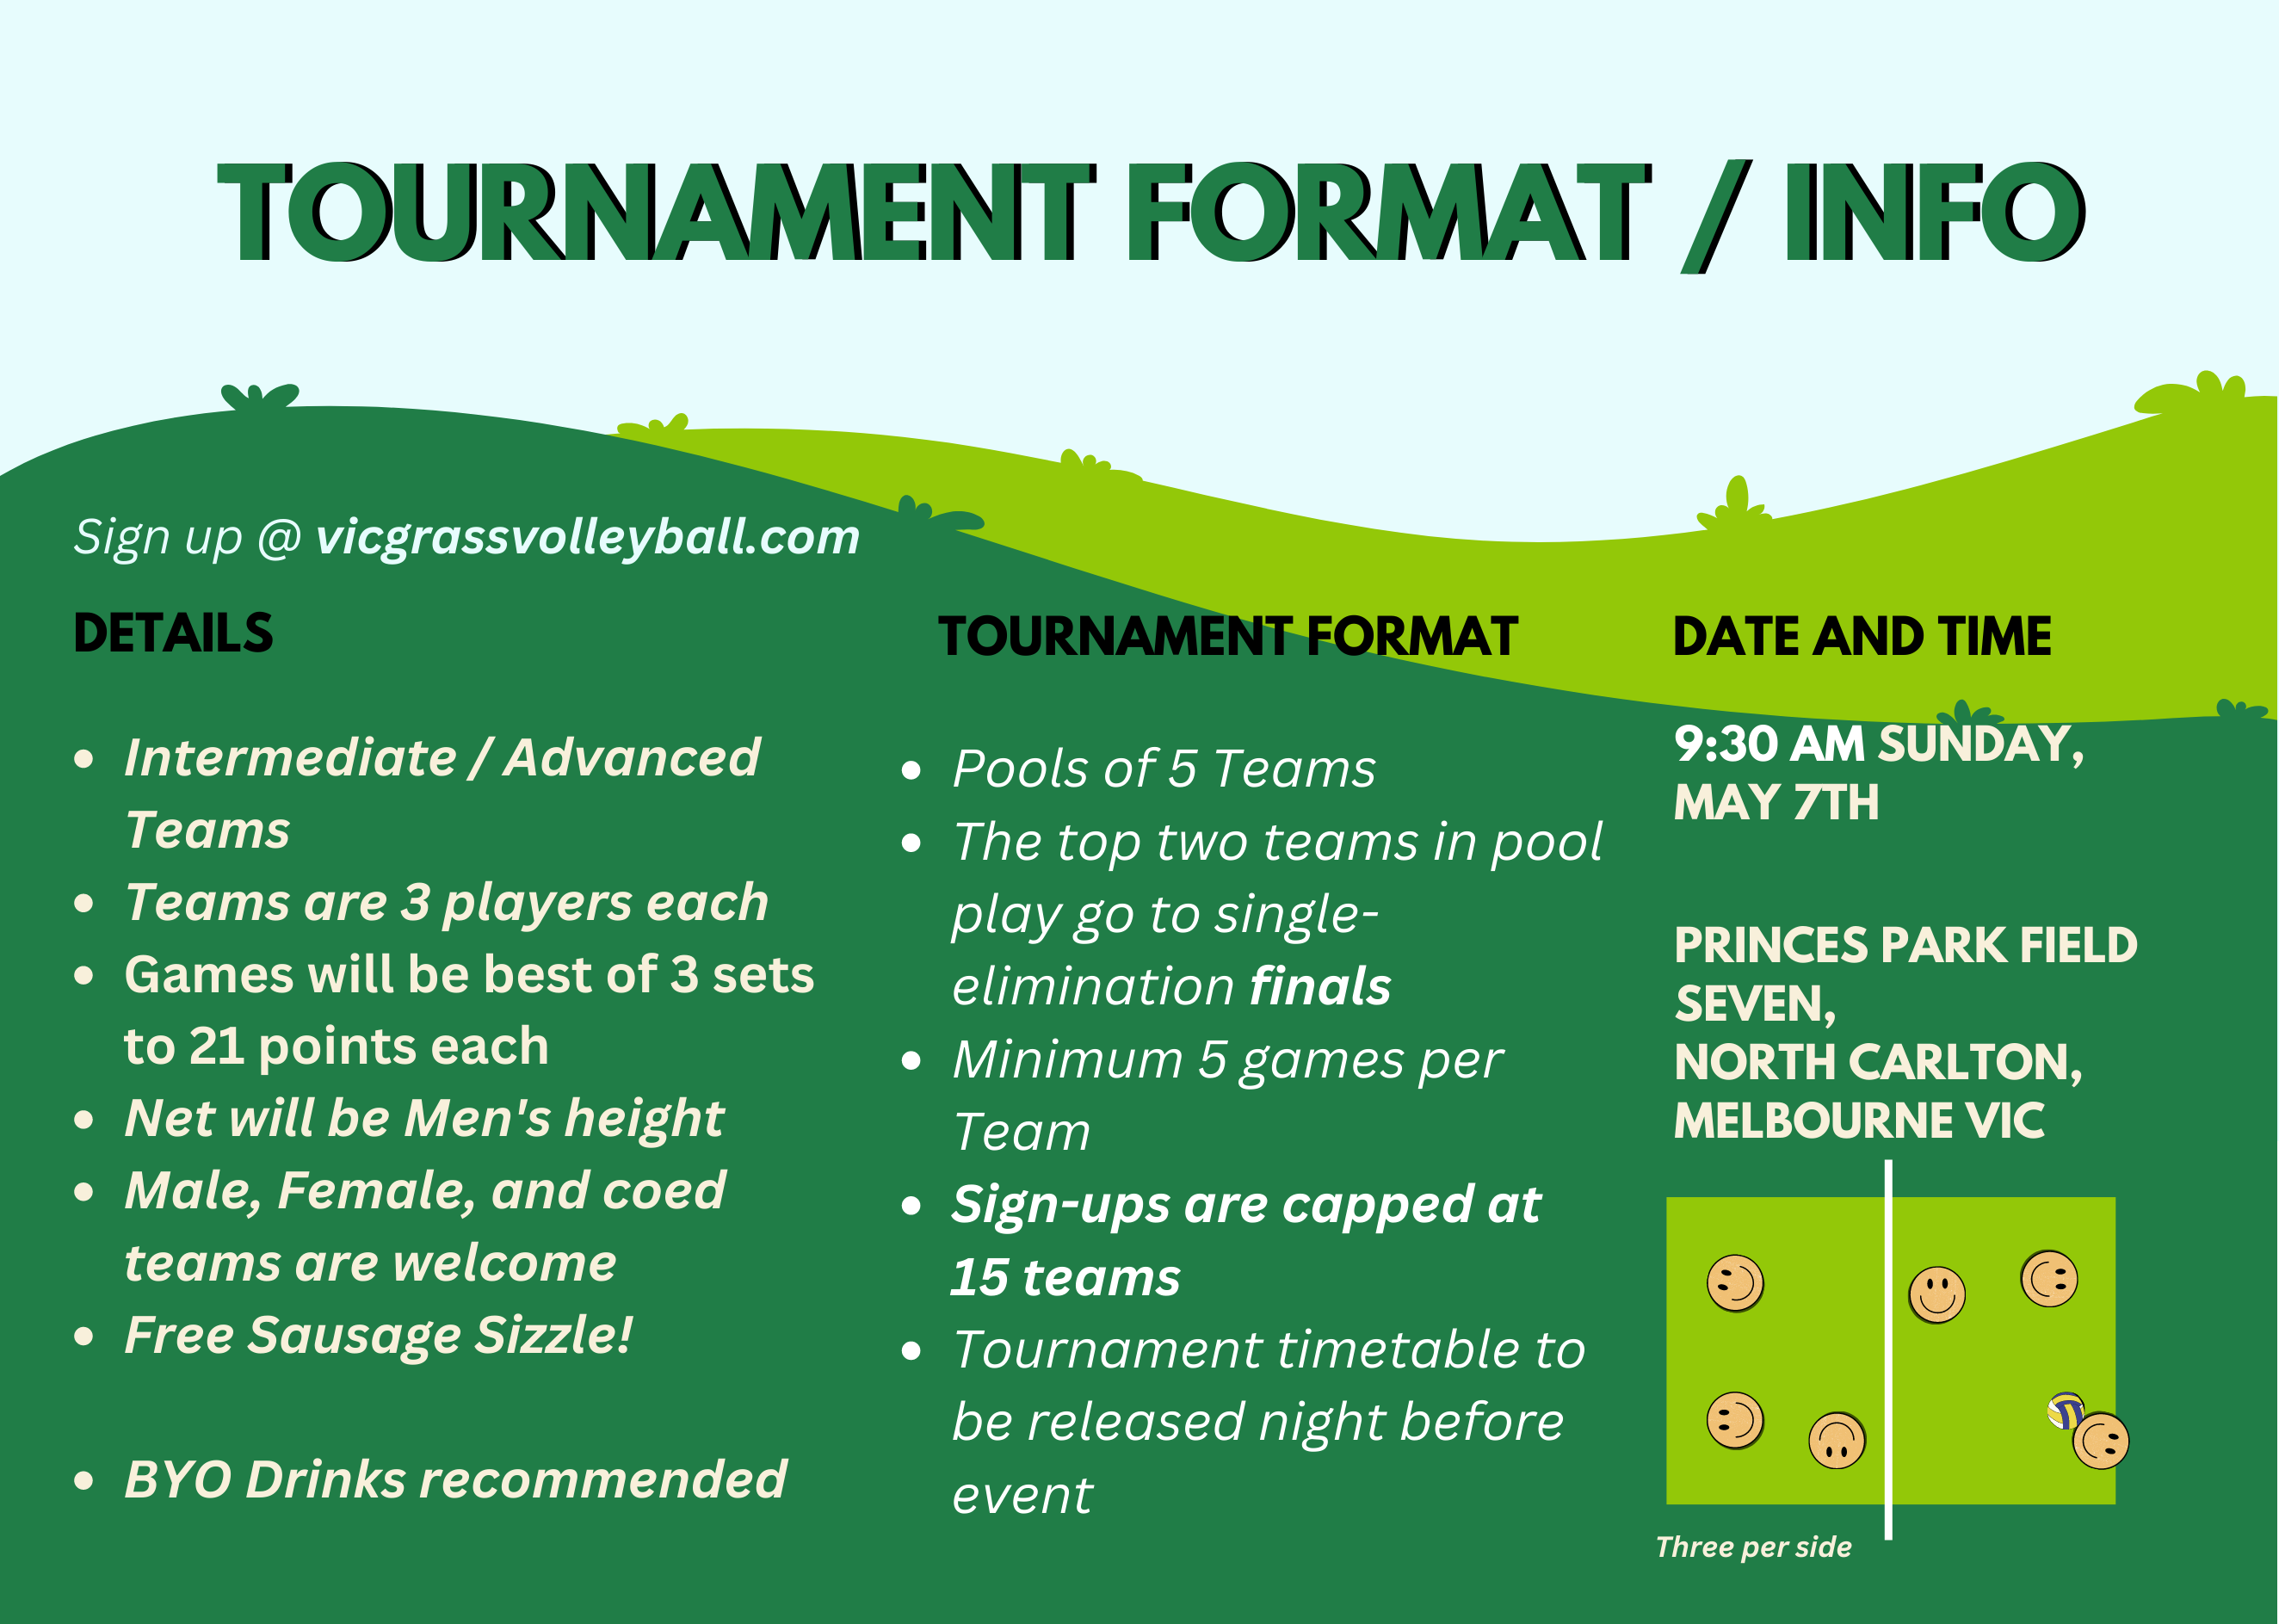 TOURNAMENT FORMAT / INFO
Sign up @ vicgrassvolleyball.com
DETAILS
• Intermediate / Advanced
Teams
• Teams are 3 players each
• Games will be best of 3 sets
to 21 points each
• Net will be Men's height
• Male, Female, and coed
teams are welcome
• Free Sausage Sizzle!
• BYO Drinks recommended
TOURNAMENT FORMAT
• Pools of 5 Teams
• The top two teams in pool
play go to single-
elimination finals
• Minimum 5 games per
Team
• Sign-ups are capped at
15 teams
• Tournament timetable to
be released night before
event
DATE AND TIME
9:30 AM SUNDAY,
MAY 7TH
PRINCES PARK FIELD
SEVEN,
NORTH CARLTON,
MELBOURNE VIC
Three per side